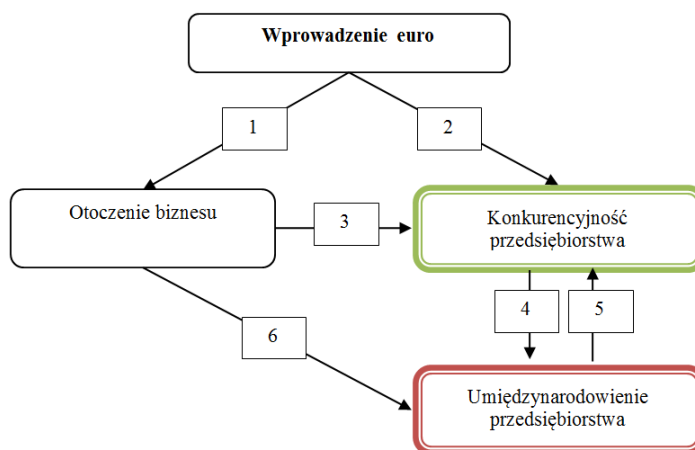 Wprowadzenie euro
1
2
Otoczenie biznesu
3
Konkurencyjność
przedsiębiorstwa
4
5
6
Umiędzynarodowienie
przedsiębiorstwa